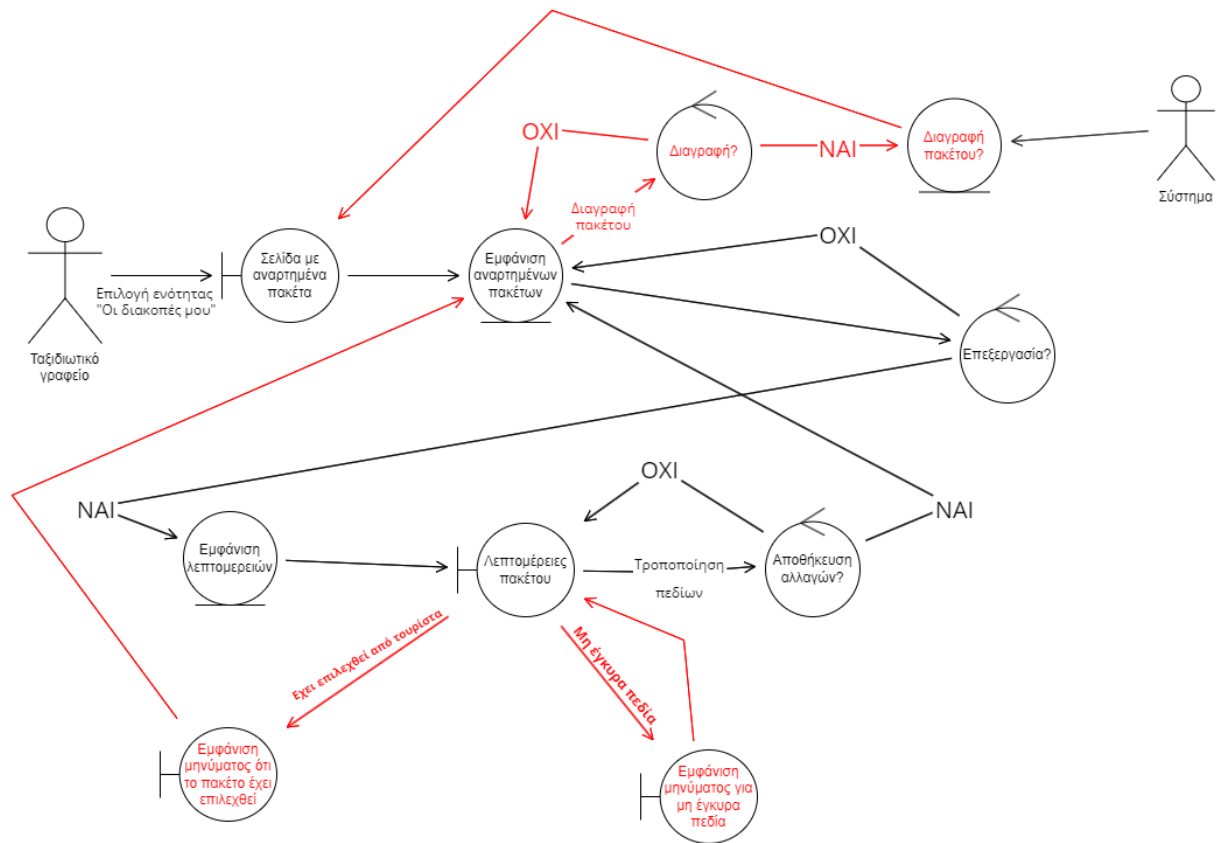 ΟΧΙ
Διαγραφή?
ΝΑΙ
Διαγραφή
πακέτου?
Σύστημα
Διαγραφή
πακέτου
ΟΧΙ
Σελίδα με
αναρτημένα
πακέτα
Εμφάνιση
αναρτημένων
πακέτων
Επιλογή ενότητας
"Οι διακοπές μου"
Ταξιδιωτικό
γραφείο
Επεξεργασία?
ΝΑΙ
ΟΧΙ
ΝΑΙ
Εμφάνιση
λεπτομερειών
Λεπτομέρειες
πακέτου
Τροποποίηση
πεδίων
Αποθήκευση
αλλαγών?
Εχει επιλεχθεί από τουρίστα
Μη έγκυρα πεδία
Εμφάνιση
μηνύματος ότι
το πακέτο έχει
επιλεχθεί
Εμφάνιση
μηνύματος για
μη έγκυρα
πεδία